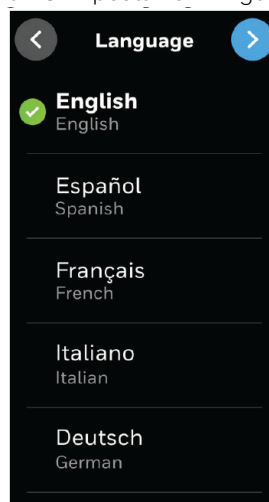 Language
English
English
Español
Spanish
Français
French
Italiano
Italian
Deutsch
German